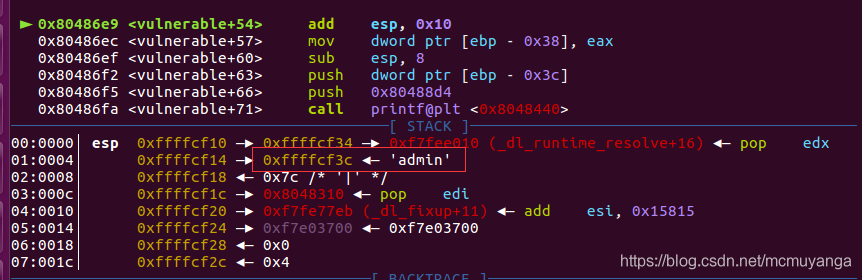 ► 0x80486e9 <vulnerable+54> add esp, 0x10
0x80486ec <vulnerable+57> mov dword ptr [ebp - 0x38], eax
0x80486ef <vulnerable+60> sub esp, 8
0x80486f2 <vulnerable+63> push dword ptr [ebp - 0x3c]
0x80486f5 <vulnerable+66> push 0x80488d4
0x80486fa <vulnerable+71> call printf@plt <0x8048440>
[ STACK ]
00:0000│ esp 0xffffcf10 —▸ 0xffffcf34 —▸ 0xf7fee010 (_dl_runtime_resolve+16) ◂— pop edx
01:0004│ 0xffffcf14 —▸ 0xffffcf3c ◂— 'admin'
02:0008│ 0xffffcf18 ◂— 0x7c /* '|' */
03:000c│ 0xffffcf1c —▸ 0x8048310 ◂— pop edi
04:0010│ 0xffffcf20 —▸ 0xf7fe77eb (_dl_fixup+11) ◂— add esi, 0x15815
05:0014│ 0xffffcf24 —▸ 0xf7e03700 ◂— 0xf7e03700
06:0018│ 0xffffcf28 ◂— 0x0
07:001c│ 0xffffcf2c ◂— 0x4
https://blog.csdn.net/mcmuyanga
[ BACKTRACE ]